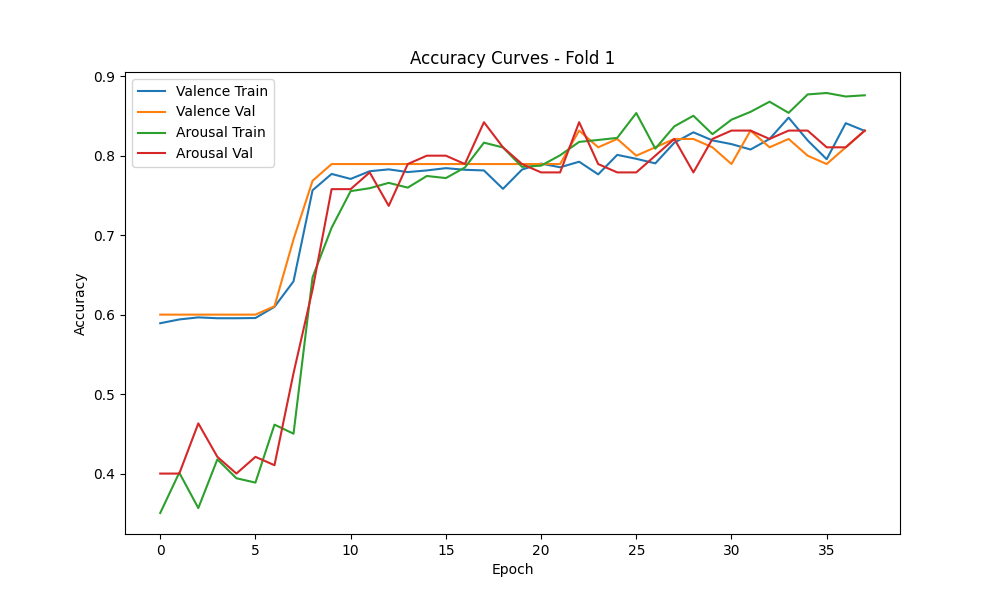 Accuracy Curves - Fold 1
Valence Train
Valence Val
Arousal Train
Arousal Val
Accuracy
0.9
0.8
0.7
0.6
0.5
0.4
0 5 10 15 20 25 30 35
Epoch